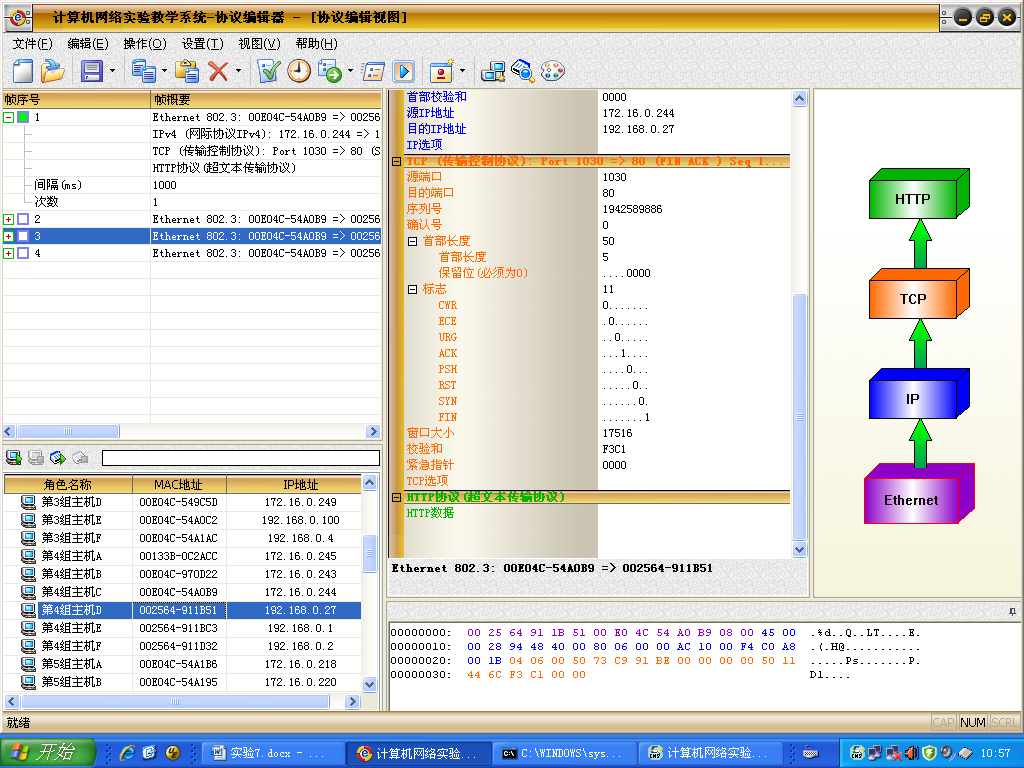 计算机网络实验教学系统-协议编辑器 - [协议编辑视图]
文件(F) 编辑(E) 操作(O) 设置(T) 视图(V) 帮助(H)
帧序号 帧概要
1 Ethernet 802.3: 00E04C-54A0B9 => 00256
IPv4 (网际协议IPv4): 172.16.0.244 => 1
TCP (传输控制协议): Port 1030 => 80 (S
HTTP协议(超文本传输协议)
间隔(ms) 1000
次数 1
2 Ethernet 802.3: 00E04C-54A0B9 => 00256
3 Ethernet 802.3: 00E04C-54A0B9 => 00256
4 Ethernet 802.3: 00E04C-54A0B9 => 00256
角色名称 MAC地址 IP地址
第3组主机D 00E04C-549C5D 172.16.0.249
第3组主机E 00E04C-54A0C2 192.168.0.100
第3组主机F 00E04C-54A1AC 192.168.0.4
第4组主机A 00133B-0C2ACC 172.16.0.245
第4组主机B 00E04C-970D22 172.16.0.243
第4组主机C 00E04C-54A0B9 172.16.0.244
第4组主机D 002564-911B51 192.168.0.27
第4组主机E 002564-911BC3 192.168.0.1
第4组主机F 002564-911D32 192.168.0.2
第5组主机A 00E04C-54A1B6 172.16.0.218
第5组主机B 00E04C-54A195 172.16.0.220
首部校验和 0000
源IP地址 172.16.0.244
目的IP地址 192.168.0.27
IP选项
TCP (传输控制协议): Port 1030 => 80 (FIN ACK ) Seq 1...
源端口 1030
目的端口 80
序列号 1942589886
确认号 0
首部长度 50
首部长度 5
保留位(必须为0) ....0000
标志 11
CWR 0.......
ECE .0......
URG ..0.....
ACK ...1....
PSH ....0...
RST .....0..
SYN ......0.
FIN .......1
窗口大小 17516
校验和 F3C1
紧急指针 0000
TCP选项
HTTP协议(超文本传输协议)
HTTP数据
Ethernet 802.3: 00E04C-54A0B9 => 002564-911B51
HTTP
TCP
IP
Ethernet
00000000: 00 25 64 91 1B 51 00 E0 4C 54 A0 B9 08 00 45 00 .%d..Q..LT....E.
00000010: 00 28 94 48 40 00 80 06 00 00 AC 10 00 F4 C0 A8 .(.H@...........
00000020: 00 1B 04 06 00 50 73 C9 91 BE 00 00 00 00 50 11 .....Ps.......P.
00000030: 44 6C F3 C1 00 00 Dl....
就绪 CAP NUM SCRL
开始 实验7.docx - ... 计算机网络实验... C:\WINDOWS\sys... 计算机网络实验... 10:57